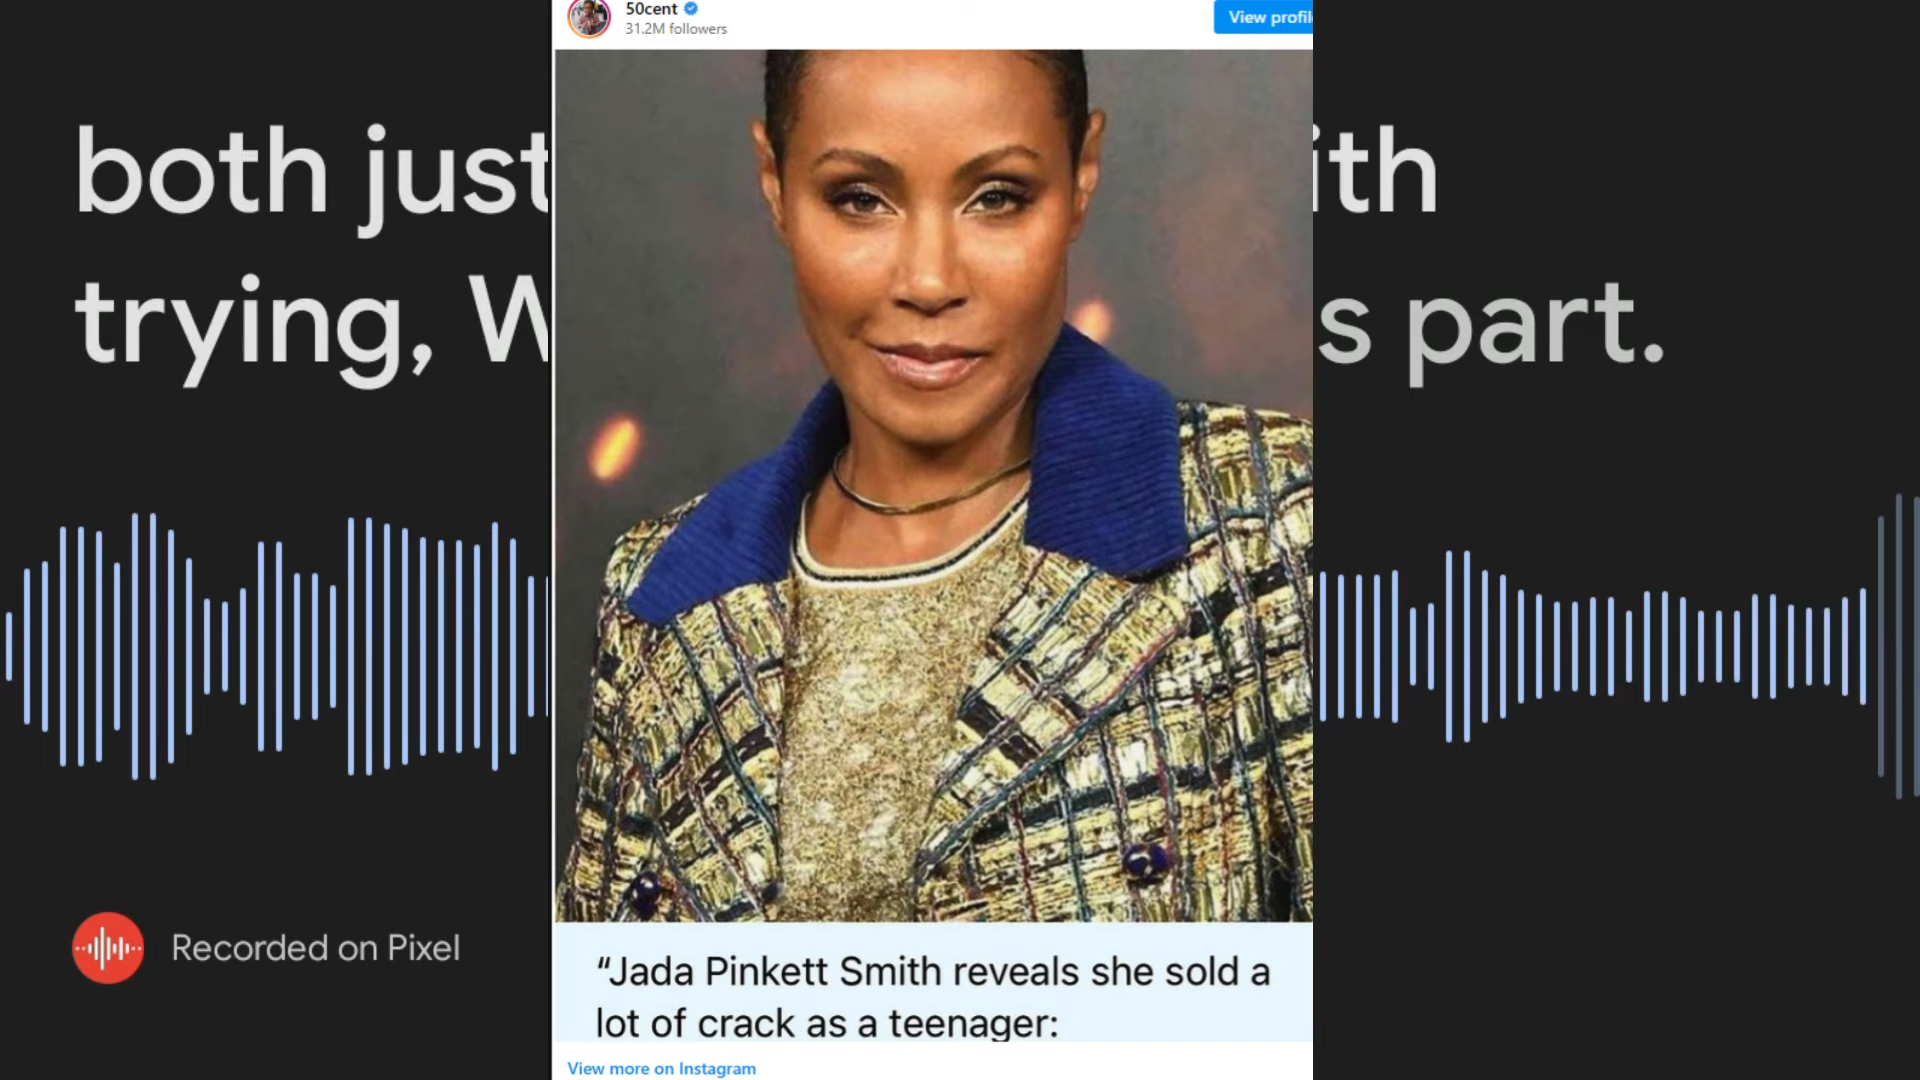 50cent
31.2M followers
View profil
both just
ith
trying, W
s part.
Recorded on Pixel
“Jada Pinkett Smith reveals she sold a
lot of crack as a teenager:
View more on Instagram